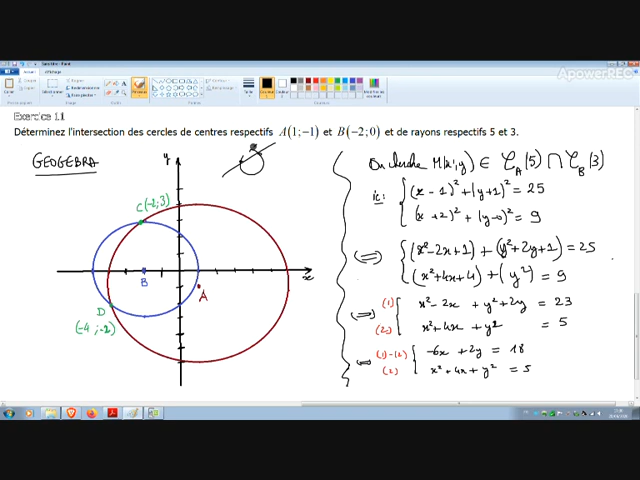 ApowerREC
Exercice 11
Déterminez l'intersection des cercles de centres respectifs A(1;−1) et B(−2;0) et de rayons respectifs 5 et 3.
GEOGEBRA
y
C(-2;3)
B
A
x
D
(-4;-2)
On cherche M(x;y) ∈ C_A(5) ∩ C_B(3)
ie: (x-1)² + (y+1)² = 25
(x+2)² + (y-0)² = 9
⟺ (x²-2x+1) + (y²+2y+1) = 25
(x²+4x+4) + (y²) = 9
⟺ (1) x²-2x + y²+2y = 23
(2) x²+4x + y² = 5
⟺ (1)-(2) -6x + 2y = 18
(2) x²+4x+y² = 5